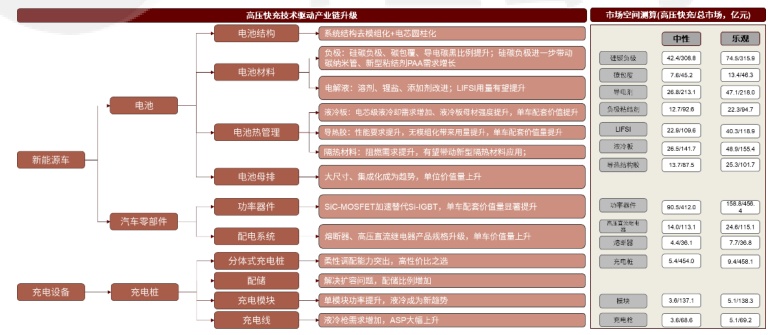 高压快充技术驱动产业链升级
市场空间测算(高压快充/总市场，亿元)
新能源车
电池
电池结构
系统结构去模组化+电芯圆柱化
电池材料
负极：硅碳负极、碳包覆、导电碳黑比例提升；硅碳负极进一步带动
碳纳米管、新型粘结剂PAA需求增长
电解液：溶剂、锂盐、添加剂改进；LIFSI用量有望提升
电池热管理
液冷板：电芯级液冷却需求增加、液冷板母材强度提升，单车配套价值提升
导热胶：性能要求提升，无模组化带来用量提升，单车配套价值量提升
隔热材料：阻燃需求提升，有望带动新型隔热材料应用；
电池母排
大尺寸、集成化成为趋势，单位价值量上升
汽车零部件
功率器件
SiC-MOSFET加速替代Si-IGBT，单车配套价值量显著提升
配电系统
熔断器、高压直流继电器产品规格升级，单车价值量上升
充电设备
充电桩
分体式充电桩
柔性调配能力突出，高性价比之选
配储
解决扩容问题，配储比例增加
充电模块
单模块功率提升，液冷成为新趋势
充电线
液冷枪需求增加，ASP大幅上升
中性
乐观
硅碳负极 42.4/308.8 74.5/315.9
碳包覆 7.6/45.2 13.4/46.3
导电剂 26.8/213.1 47.1/218.0
负极粘结剂 12.7/92.6 22.3/94.7
LIFSI 22.9/109.6 40.3/118.9
液冷板 26.5/141.7 48.9/155.4
导热结构胶 13.7/87.5 25.3/101.7
功率器件 90.5/412.0 158.8/456.
4
高压直流继电
器 14.0/113.1 24.6/115.1
熔断器 4.4/36.1 7.7/36.8
充电桩 5.4/454.0 9.4/458.1
模块 3.6/137.1 5.1/138.3
充电桩 3.6/68.6 5.1/69.2